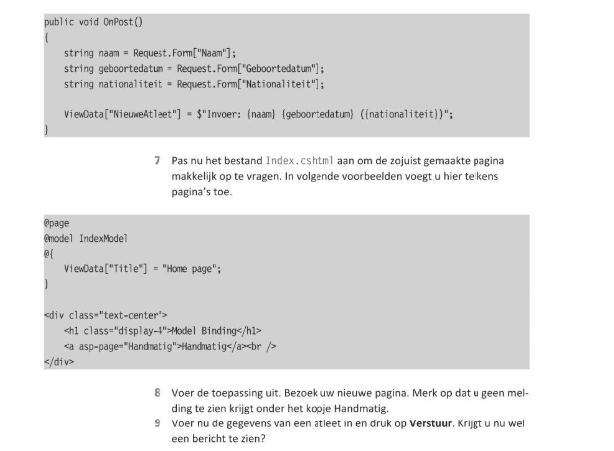 public void OnPost()
{
string naam = Request.Form["Naam"];
string geboortedatum = Request.Form["Geboortedatum"];
string nationaliteit = Request.Form["Nationaliteit"];
ViewData["NieuweAtleet"] = $"Invoer: {naam} {geboortedatum} ({nationaliteit})";
}
7 Pas nu het bestand Index.cshtml aan om de zojuist gemaakte pagina
makkelijk op te vragen. In volgende voorbeelden voegt u hier telkens
pagina's toe.
@page
@model IndexModel
@{
ViewData["Title"] = "Home page";
}
<div class="text-center">
<h1 class="display-4">Model Binding</h1>
<a asp-page="Handmatig">Handmatig</a><br />
</div>
8 Voer de toepassing uit. Bezoek uw nieuwe pagina. Merk op dat u geen mel-
ding te zien krijgt onder het kopje Handmatig.
9 Voer nu de gegevens van een atleet in en druk op Verstuur. Krijgt u nu wel
een bericht te zien?